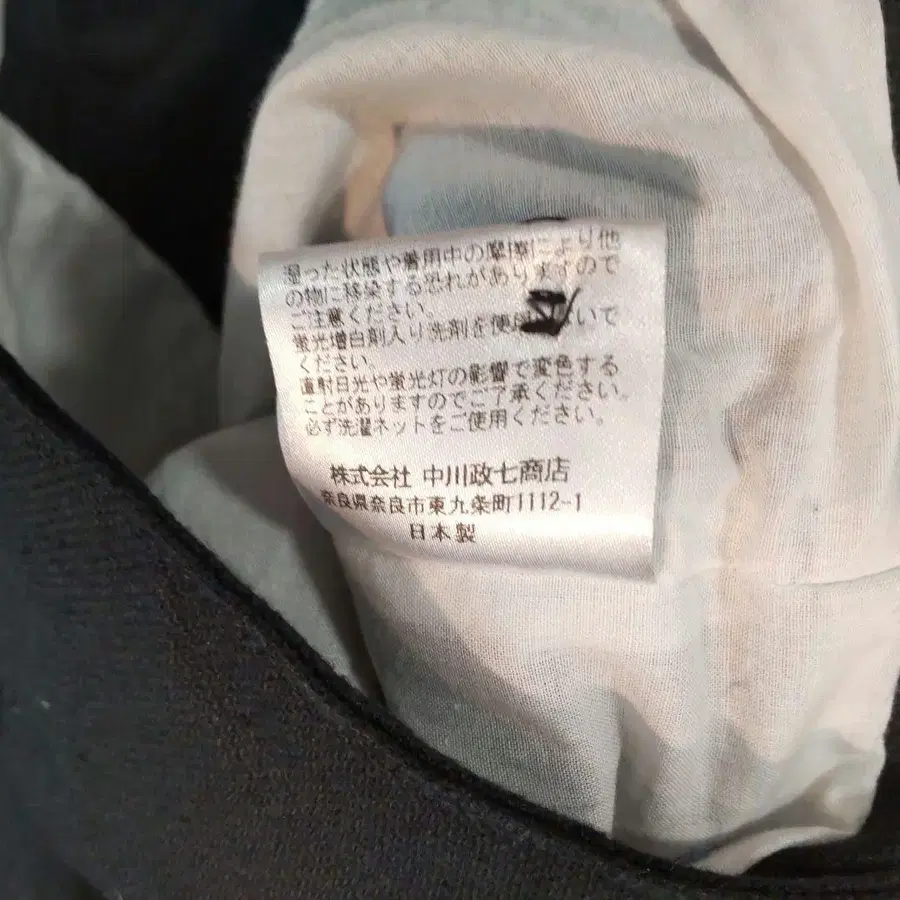 湿った状態や着用中の摩擦により他
の物に移染する恐れがありますので
ご注意ください。
蛍光増白剤入り洗剤を使 いで
ください。
直射日光や蛍光灯の影響で変色する
ことがありますのでご了承ください。
必ず洗濯ネットをご使用ください。
株式会社 中川政七商店
奈良県奈良市東九条町1112-1
日本製